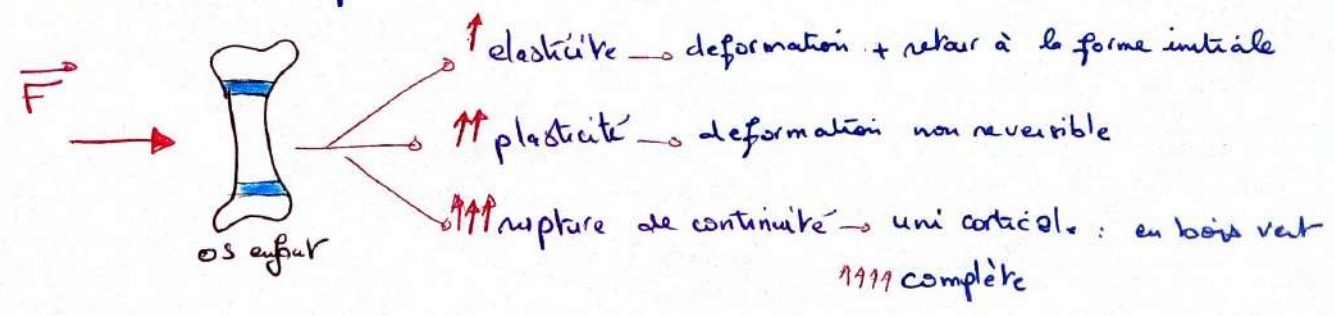 F
↑ elasticité → deformation + retour à la forme initiale
↑↑ plasticité → deformation non reversible
↑↑↑ rupture de continuité → uni cortical. : en bois vert
↑↑↑↑ complète
os enfant